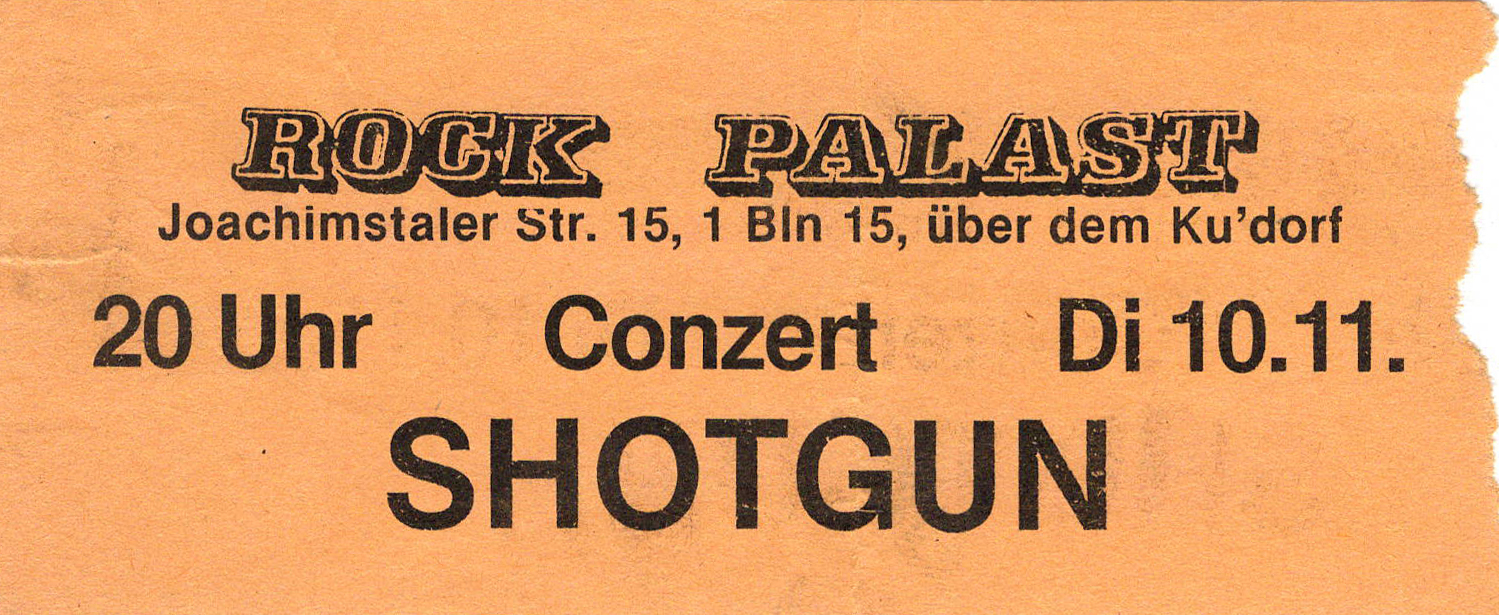 ROCK PALAST
Joachimstaler Str. 15, 1 Bln 15, über dem Ku'dorf
20 Uhr Conzert Di 10.11.
SHOTGUN